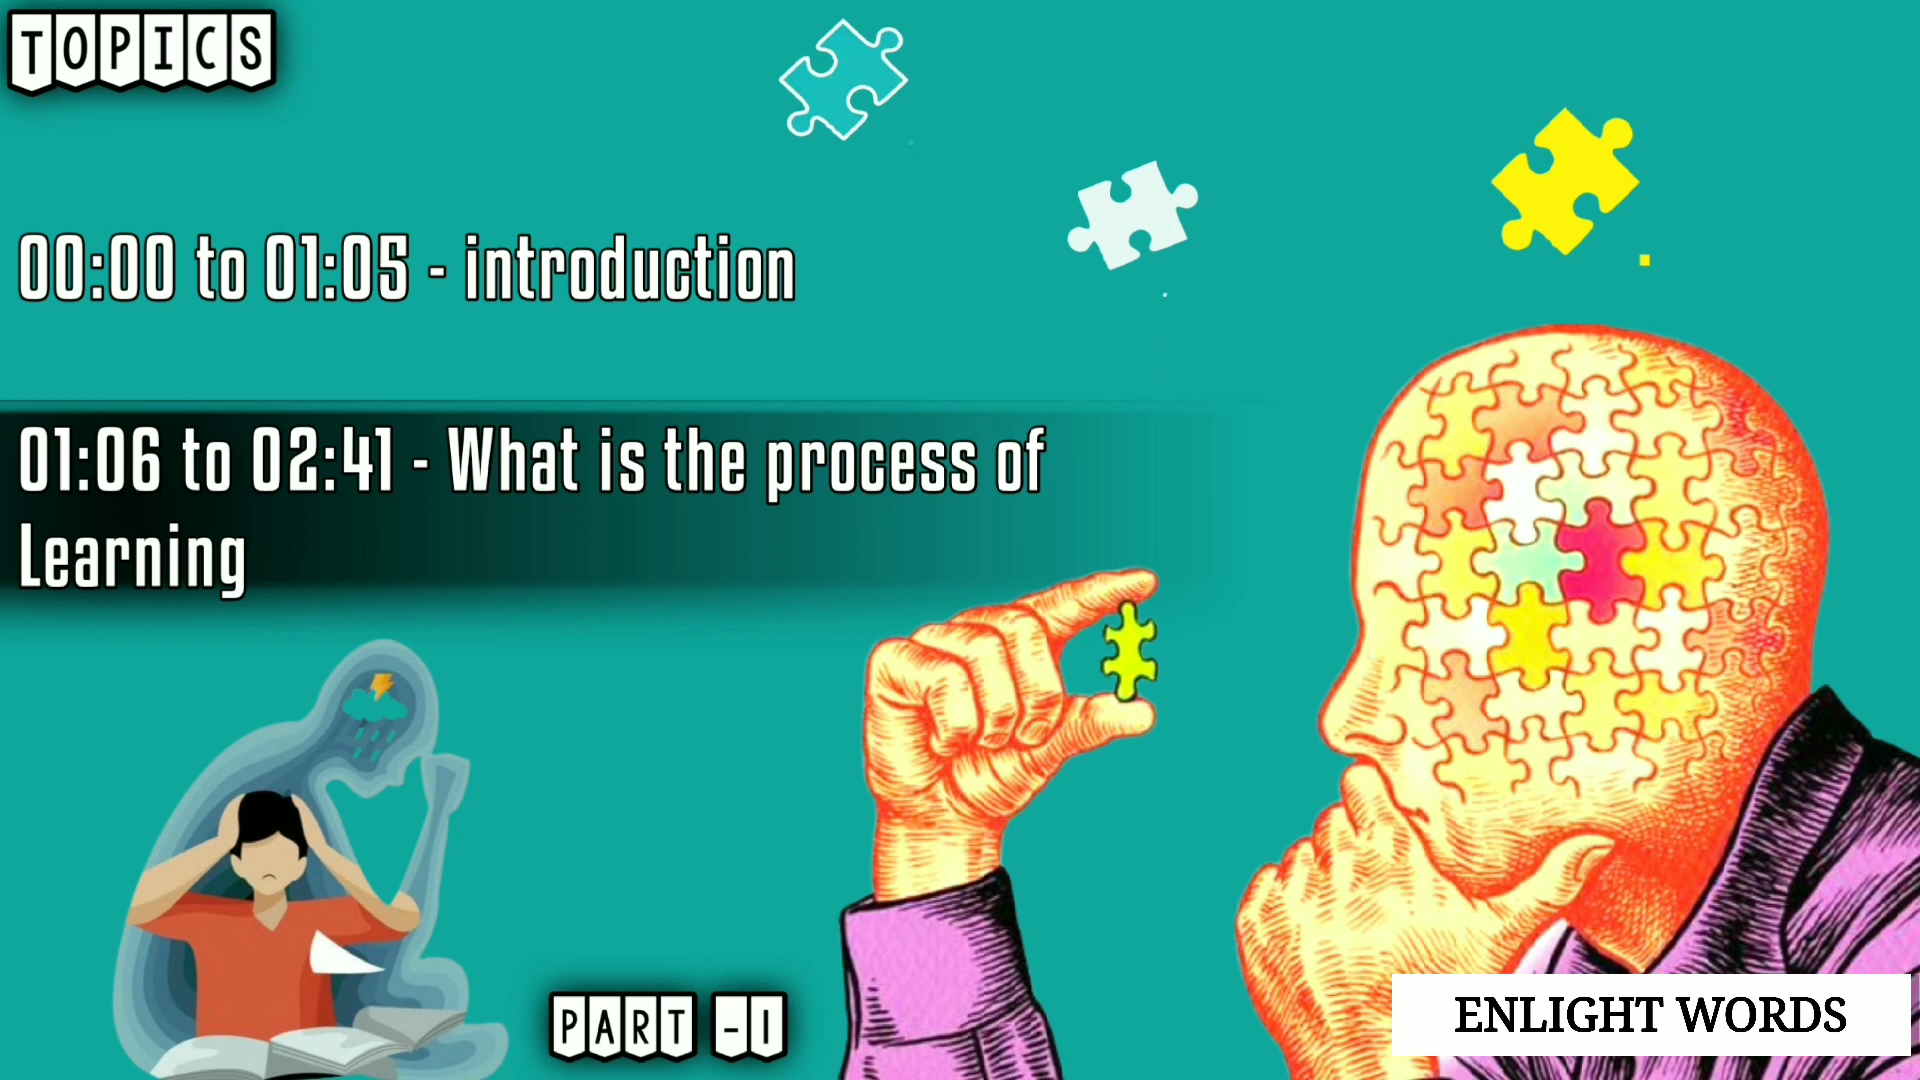 TOPICS
00:00 to 01:05 - introduction
01:06 to 02:41 - What is the process of
Learning
PART -1
ENLIGHT WORDS